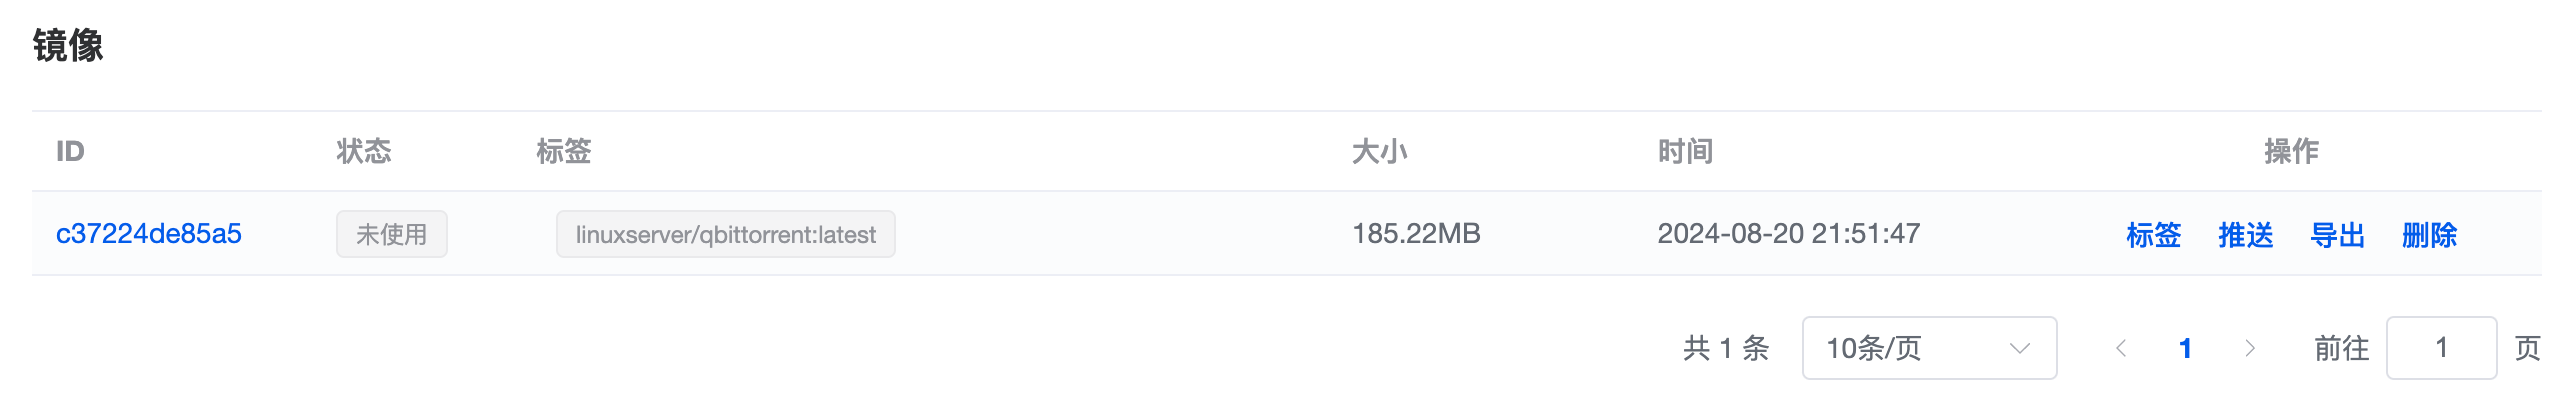 镜像
ID 状态 标签 大小 时间 操作
c37224de85a5 未使用 linuxserver/qbittorrent:latest 185.22MB 2024-08-20 21:51:47 标签 推送 导出 删除
共 1 条 10条/页 1 前往 1 页